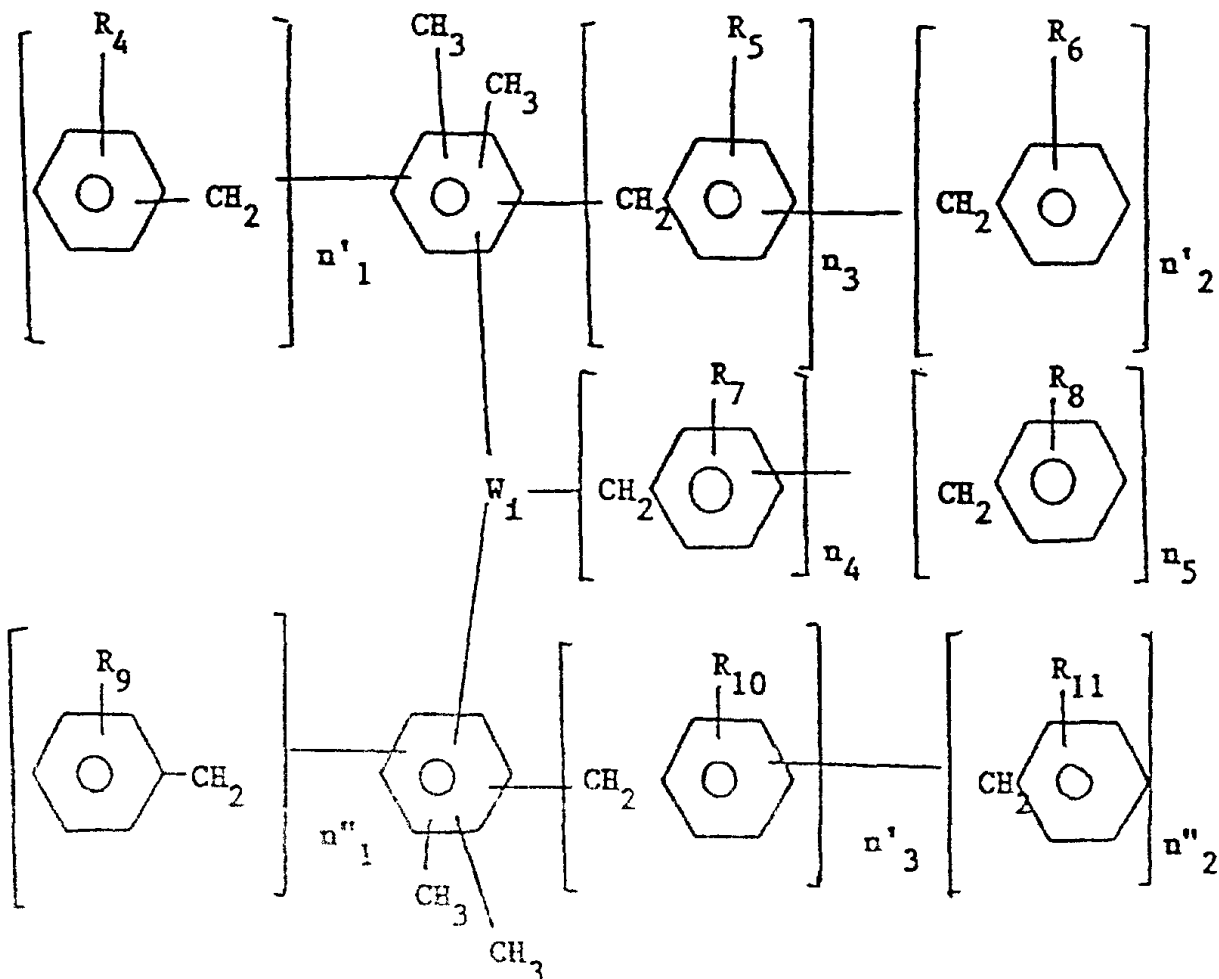 R4 CH3 R5 R6
CH3
CH2 CH2 CH2
n'1 n3 n'2
R7 R8
W1 CH2 CH2
n4 n5
R9 R10 R11
CH2 CH2 CH2
n"1 n'3 n"2
CH3
CH3